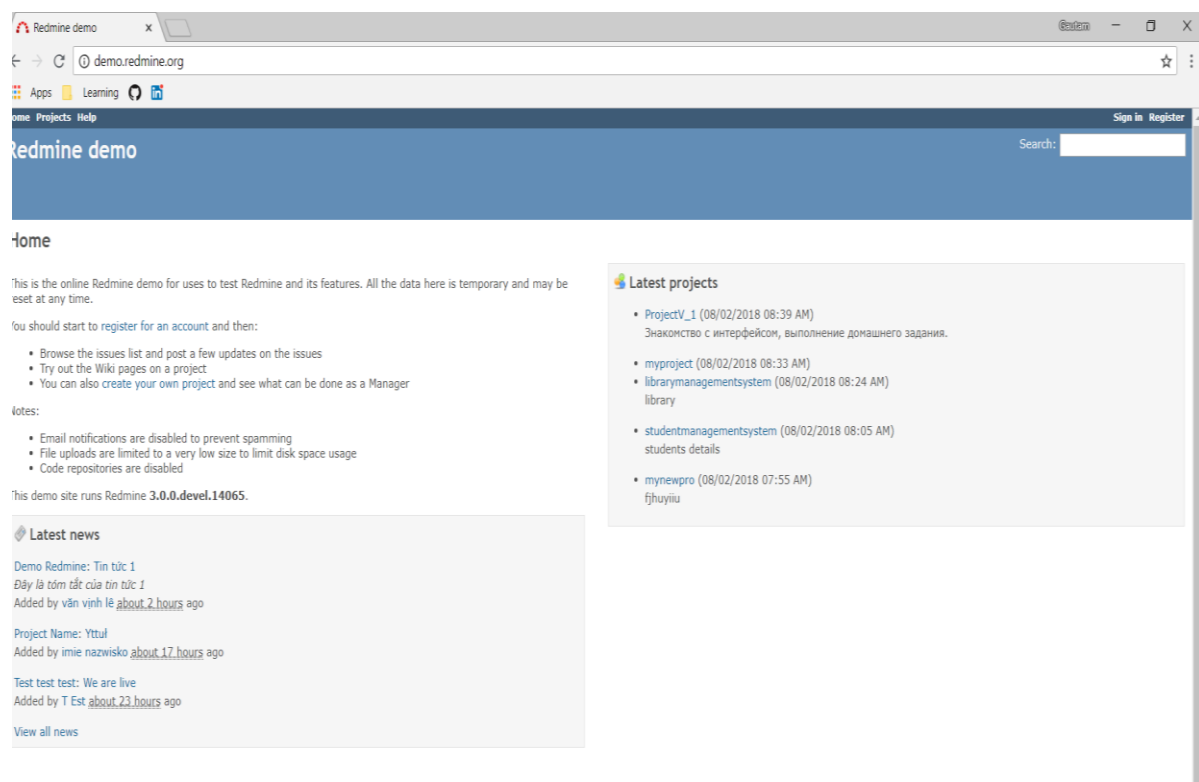 Redmine demo
Gautam
demo.redmine.org
Apps Learning
ome Projects Help
Sign in Register
Redmine demo
Search:
Home
This is the online Redmine demo for uses to test Redmine and its features. All the data here is temporary and may be
reset at any time.
You should start to register for an account and then:
• Browse the issues list and post a few updates on the issues
• Try out the Wiki pages on a project
• You can also create your own project and see what can be done as a Manager
Notes:
• Email notifications are disabled to prevent spamming
• File uploads are limited to a very low size to limit disk space usage
• Code repositories are disabled
This demo site runs Redmine 3.0.0.devel.14065.
Latest news
Demo Redmine: Tin tức 1
Đây là tóm tắt của tin tức 1
Added by văn vịnh lê about 2 hours ago
Project Name: Yttuł
Added by imie nazwisko about 17 hours ago
Test test test: We are live
Added by T Est about 23 hours ago
View all news
Latest projects
• ProjectV_1 (08/02/2018 08:39 AM)
Знакомство с интерфейсом, выполнение домашнего задания.
• myproject (08/02/2018 08:33 AM)
• librarymanagementsystem (08/02/2018 08:24 AM)
library
• studentmanagementsystem (08/02/2018 08:05 AM)
students details
• mynewpro (08/02/2018 07:55 AM)
fjhuyiiu